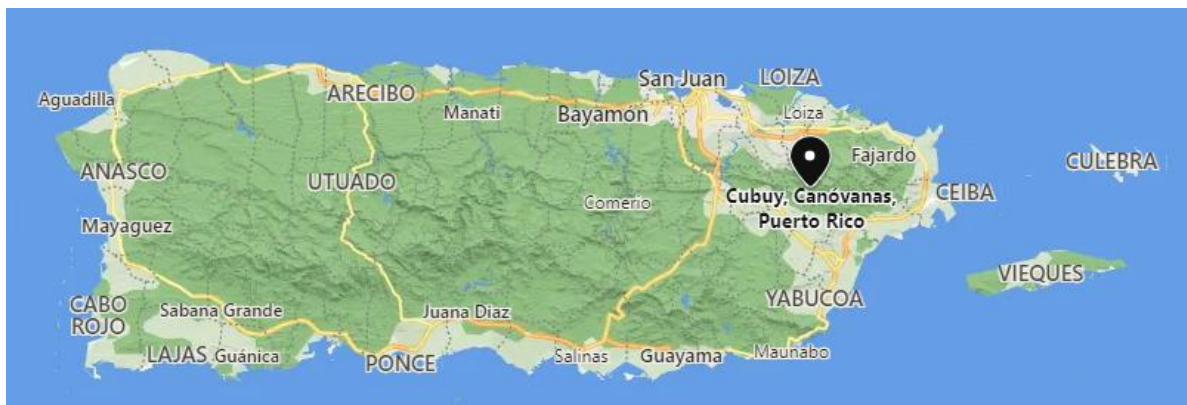 San Juan
LOIZA
Aguadilla
ARECIBO
Manati
Bayamón
Loiza
Fajardo
CULEBRA
ANASCO
UTUADO
Comerio
Cubuy, Canóvanas,
Puerto Rico
CEIBA
Mayaguez
VIEQUES
CABO
ROJO
Sabana Grande
Juana Diaz
YABUCOA
LAJAS
Guánica
PONCE
Salinas
Guayama
Maunabo